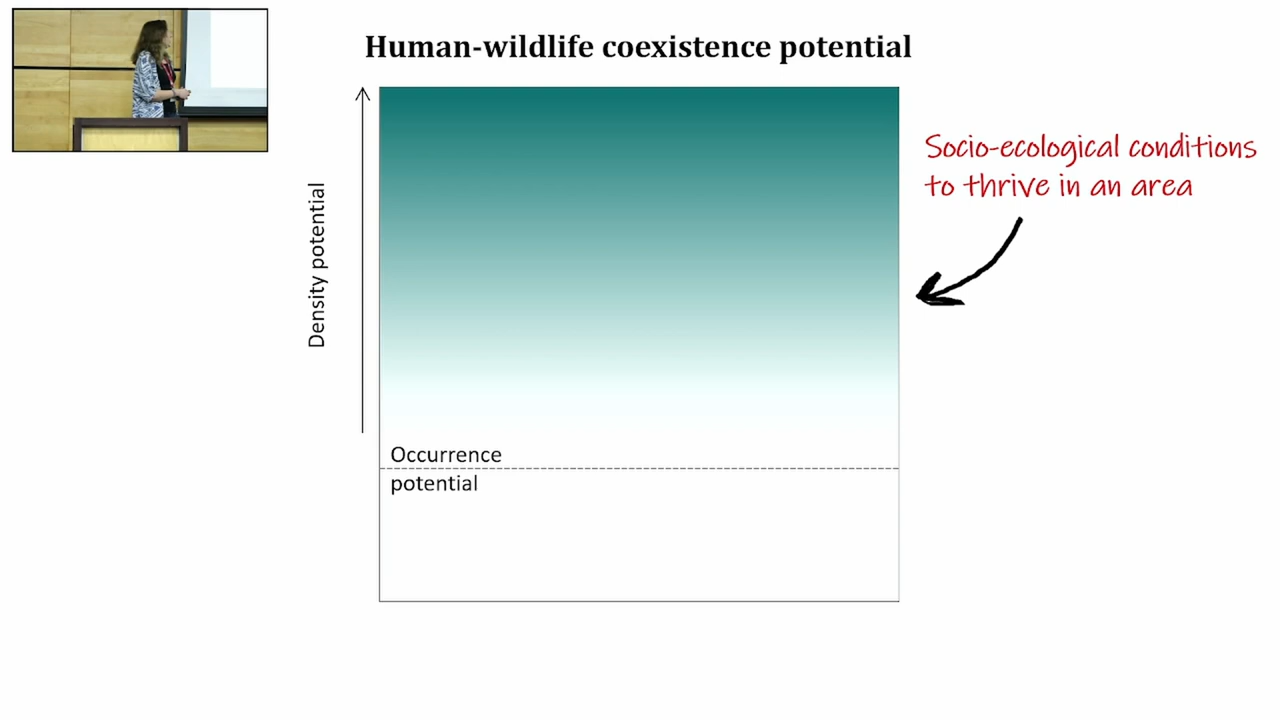 Human-wildlife coexistence potential
Density potential
Socio-ecological conditions
to thrive in an area
Occurrence
potential